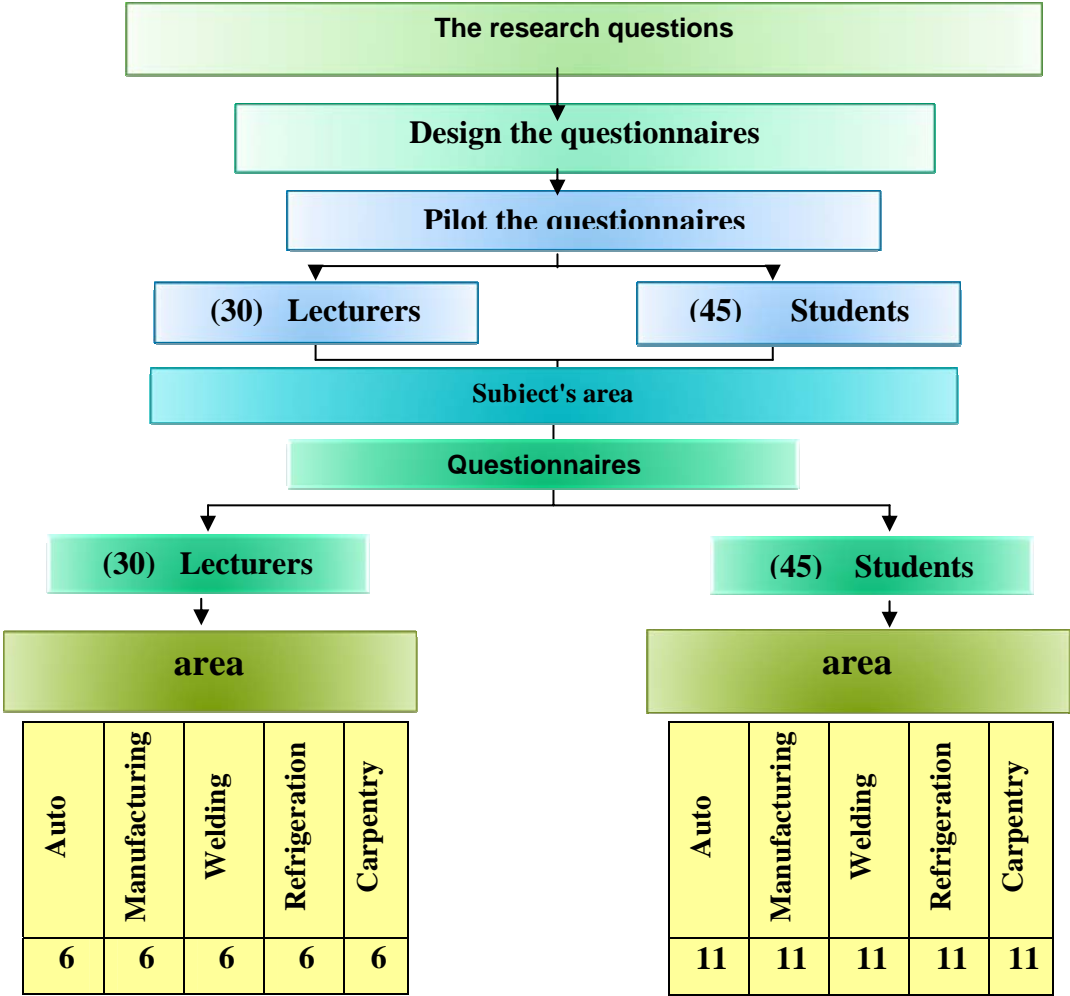 The research questions
Design the questionnaires
Pilot the questionnaires
(30) Lecturers
(45) Students
Subject's area
Questionnaires
(30) Lecturers
(45) Students
area
area
Auto
Manufacturing
Welding
Refrigeration
Carpentry
6 6 6 6 6
Auto
Manufacturing
Welding
Refrigeration
Carpentry
11 11 11 11 11